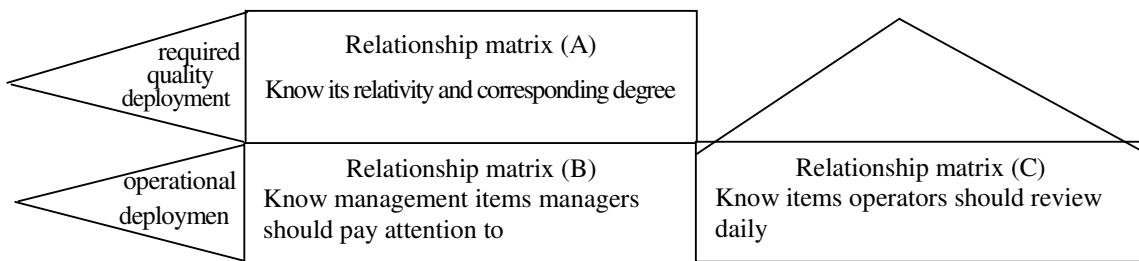 required
quality
deployment
Relationship matrix (A)
Know its relativity and corresponding degree
operational
deploymen
Relationship matrix (B)
Know management items managers
should pay attention to
Relationship matrix (C)
Know items operators should review
daily